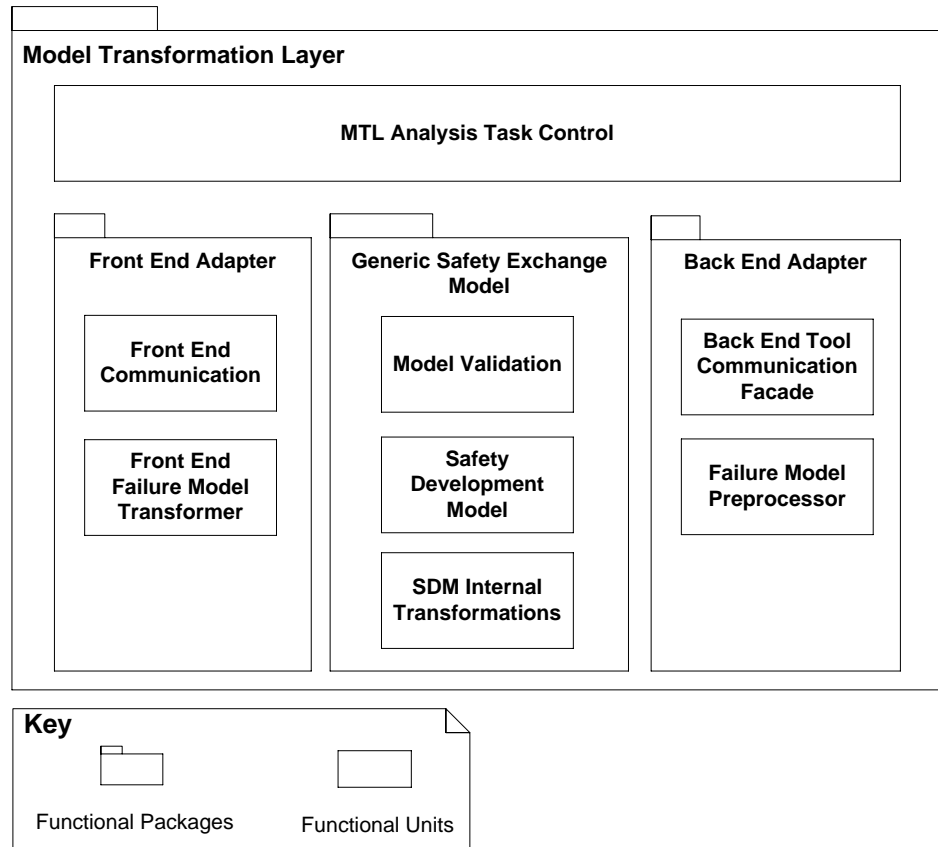 Model Transformation Layer
MTL Analysis Task Control
Front End Adapter
Front End
Communication
Front End
Failure Model
Transformer
Generic Safety Exchange
Model
Model Validation
Safety
Development
Model
SDM Internal
Transformations
Back End Adapter
Back End Tool
Communication
Facade
Failure Model
Preprocessor
Key
Functional Packages
Functional Units